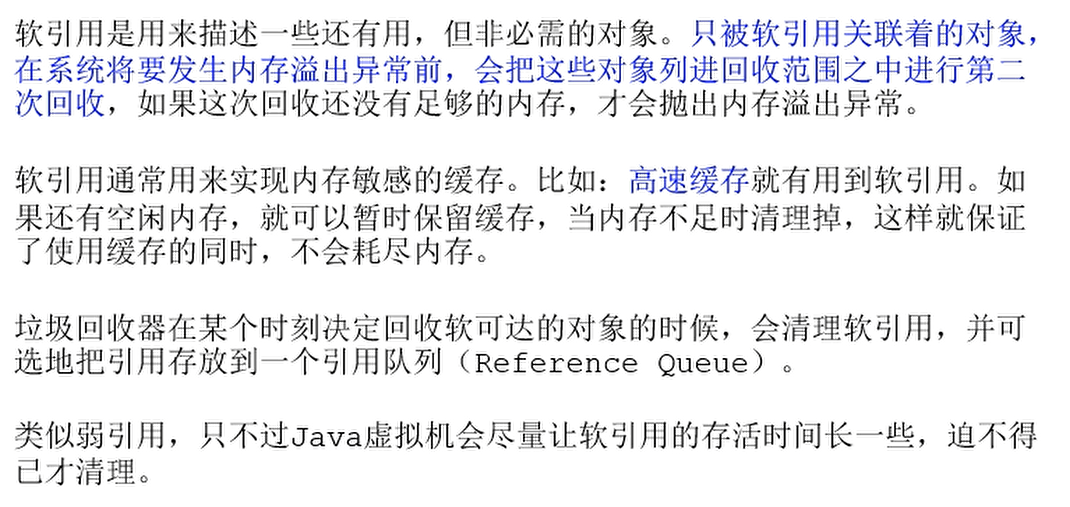 软引用是用来描述一些还有用，但非必需的对象。只被软引用关联着的对象，
在系统将要发生内存溢出异常前，会把这些对象列进回收范围之中进行第二
次回收，如果这次回收还没有足够的内存，才会抛出内存溢出异常。
软引用通常用来实现内存敏感的缓存。比如：高速缓存就有用到软引用。如
果还有空闲内存，就可以暂时保留缓存，当内存不足时清理掉，这样就保证
了使用缓存的同时，不会耗尽内存。
垃圾回收器在某个时刻决定回收软可达的对象的时候，会清理软引用，并可
选地把引用存放到一个引用队列（Reference Queue）。
类似弱引用，只不过Java虚拟机会尽量让软引用的存活时间长一些，迫不得
已才清理。